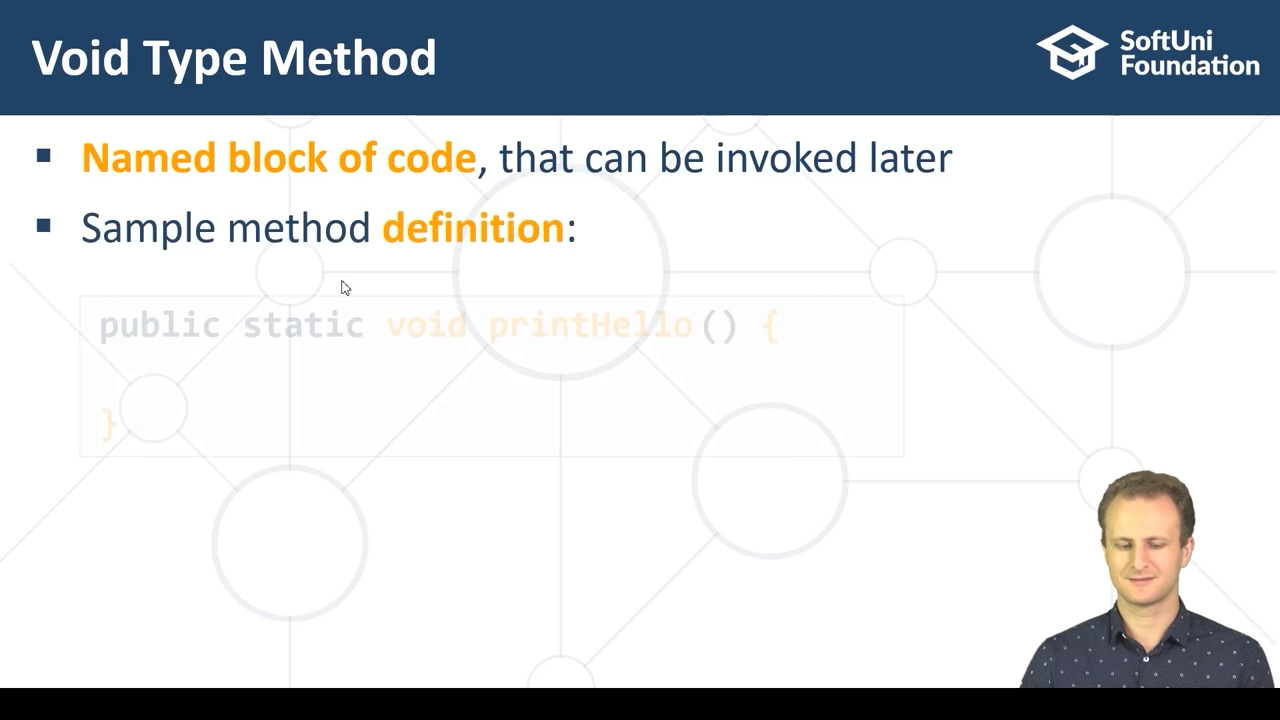 Void Type Method
SoftUni
Foundation
▪ Named block of code, that can be invoked later
▪ Sample method definition:
public static void printHello() {
}